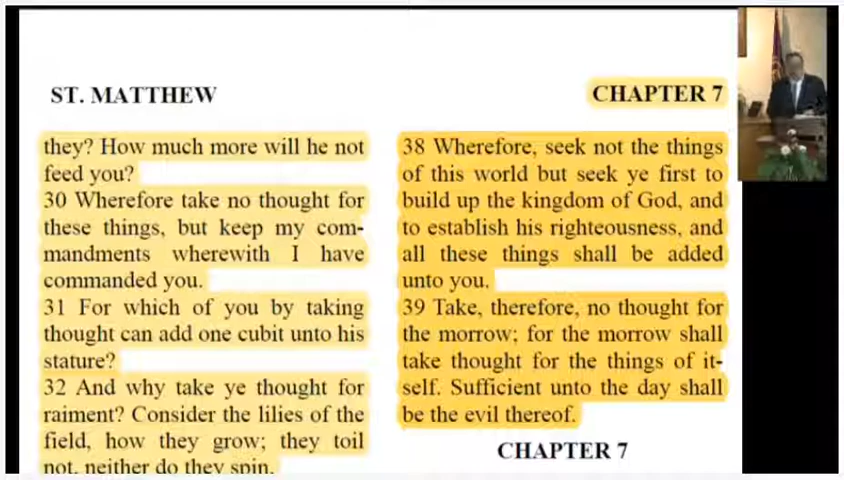 ST. MATTHEW
CHAPTER 7
they? How much more will he not
feed you?
30 Wherefore take no thought for
these things, but keep my com-
mandments wherewith I have
commanded you.
31 For which of you by taking
thought can add one cubit unto his
stature?
32 And why take ye thought for
raiment? Consider the lilies of the
field, how they grow; they toil
not, neither do they spin.
38 Wherefore, seek not the things
of this world but seek ye first to
build up the kingdom of God, and
to establish his righteousness, and
all these things shall be added
unto you.
39 Take, therefore, no thought for
the morrow; for the morrow shall
take thought for the things of it-
self. Sufficient unto the day shall
be the evil thereof.
CHAPTER 7